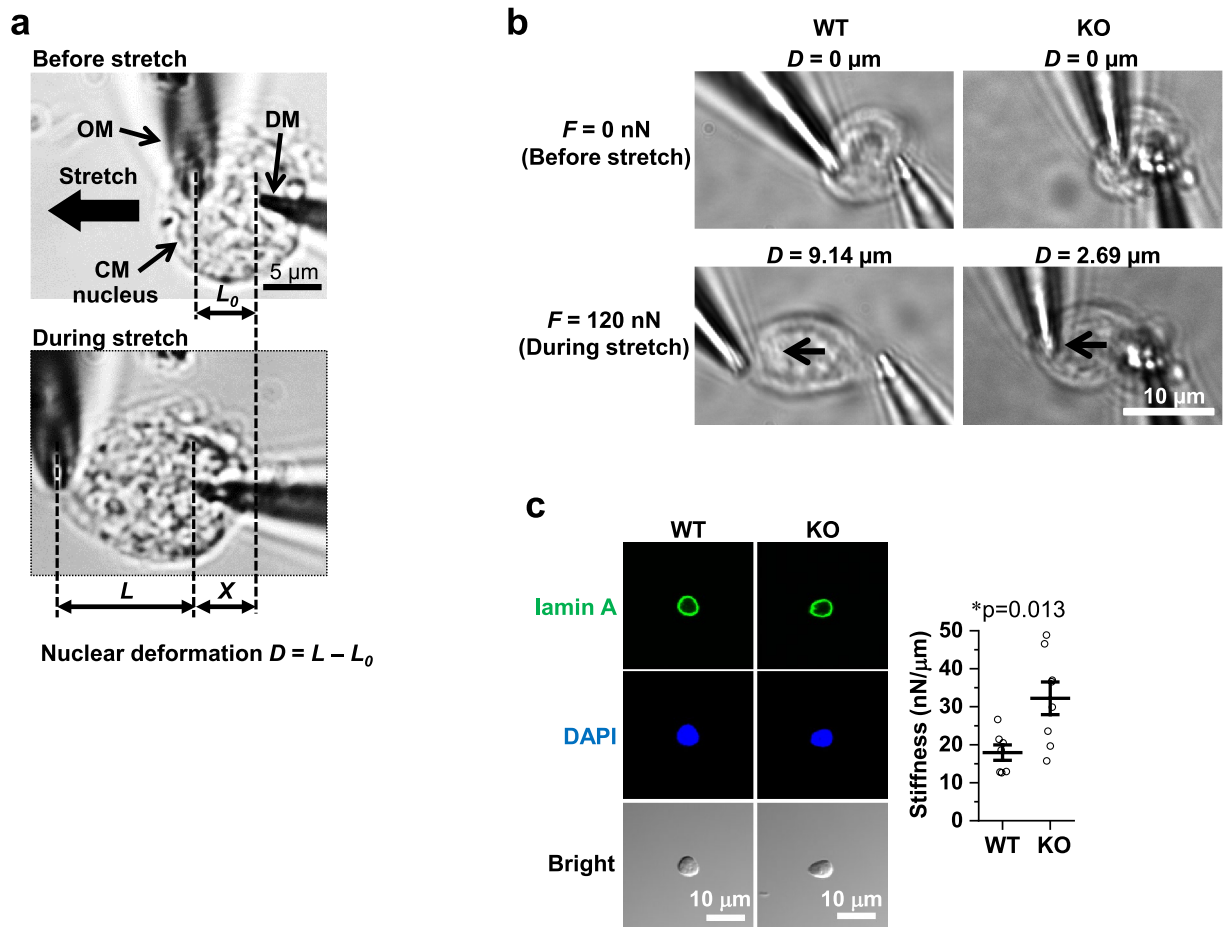 a
Before stretch
OM
DM
Stretch
CM
nucleus
5 μm
L0
During stretch
L
X
Nuclear deformation D = L – L0
b
WT
KO
D = 0 μm
D = 0 μm
F = 0 nN
(Before stretch)
D = 9.14 μm
D = 2.69 μm
F = 120 nN
(During stretch)
10 μm
c
WT
KO
lamin A
DAPI
Bright
10 μm
10 μm
*p=0.013
Stiffness (nN/μm)
50
40
30
20
10
0
WT
KO